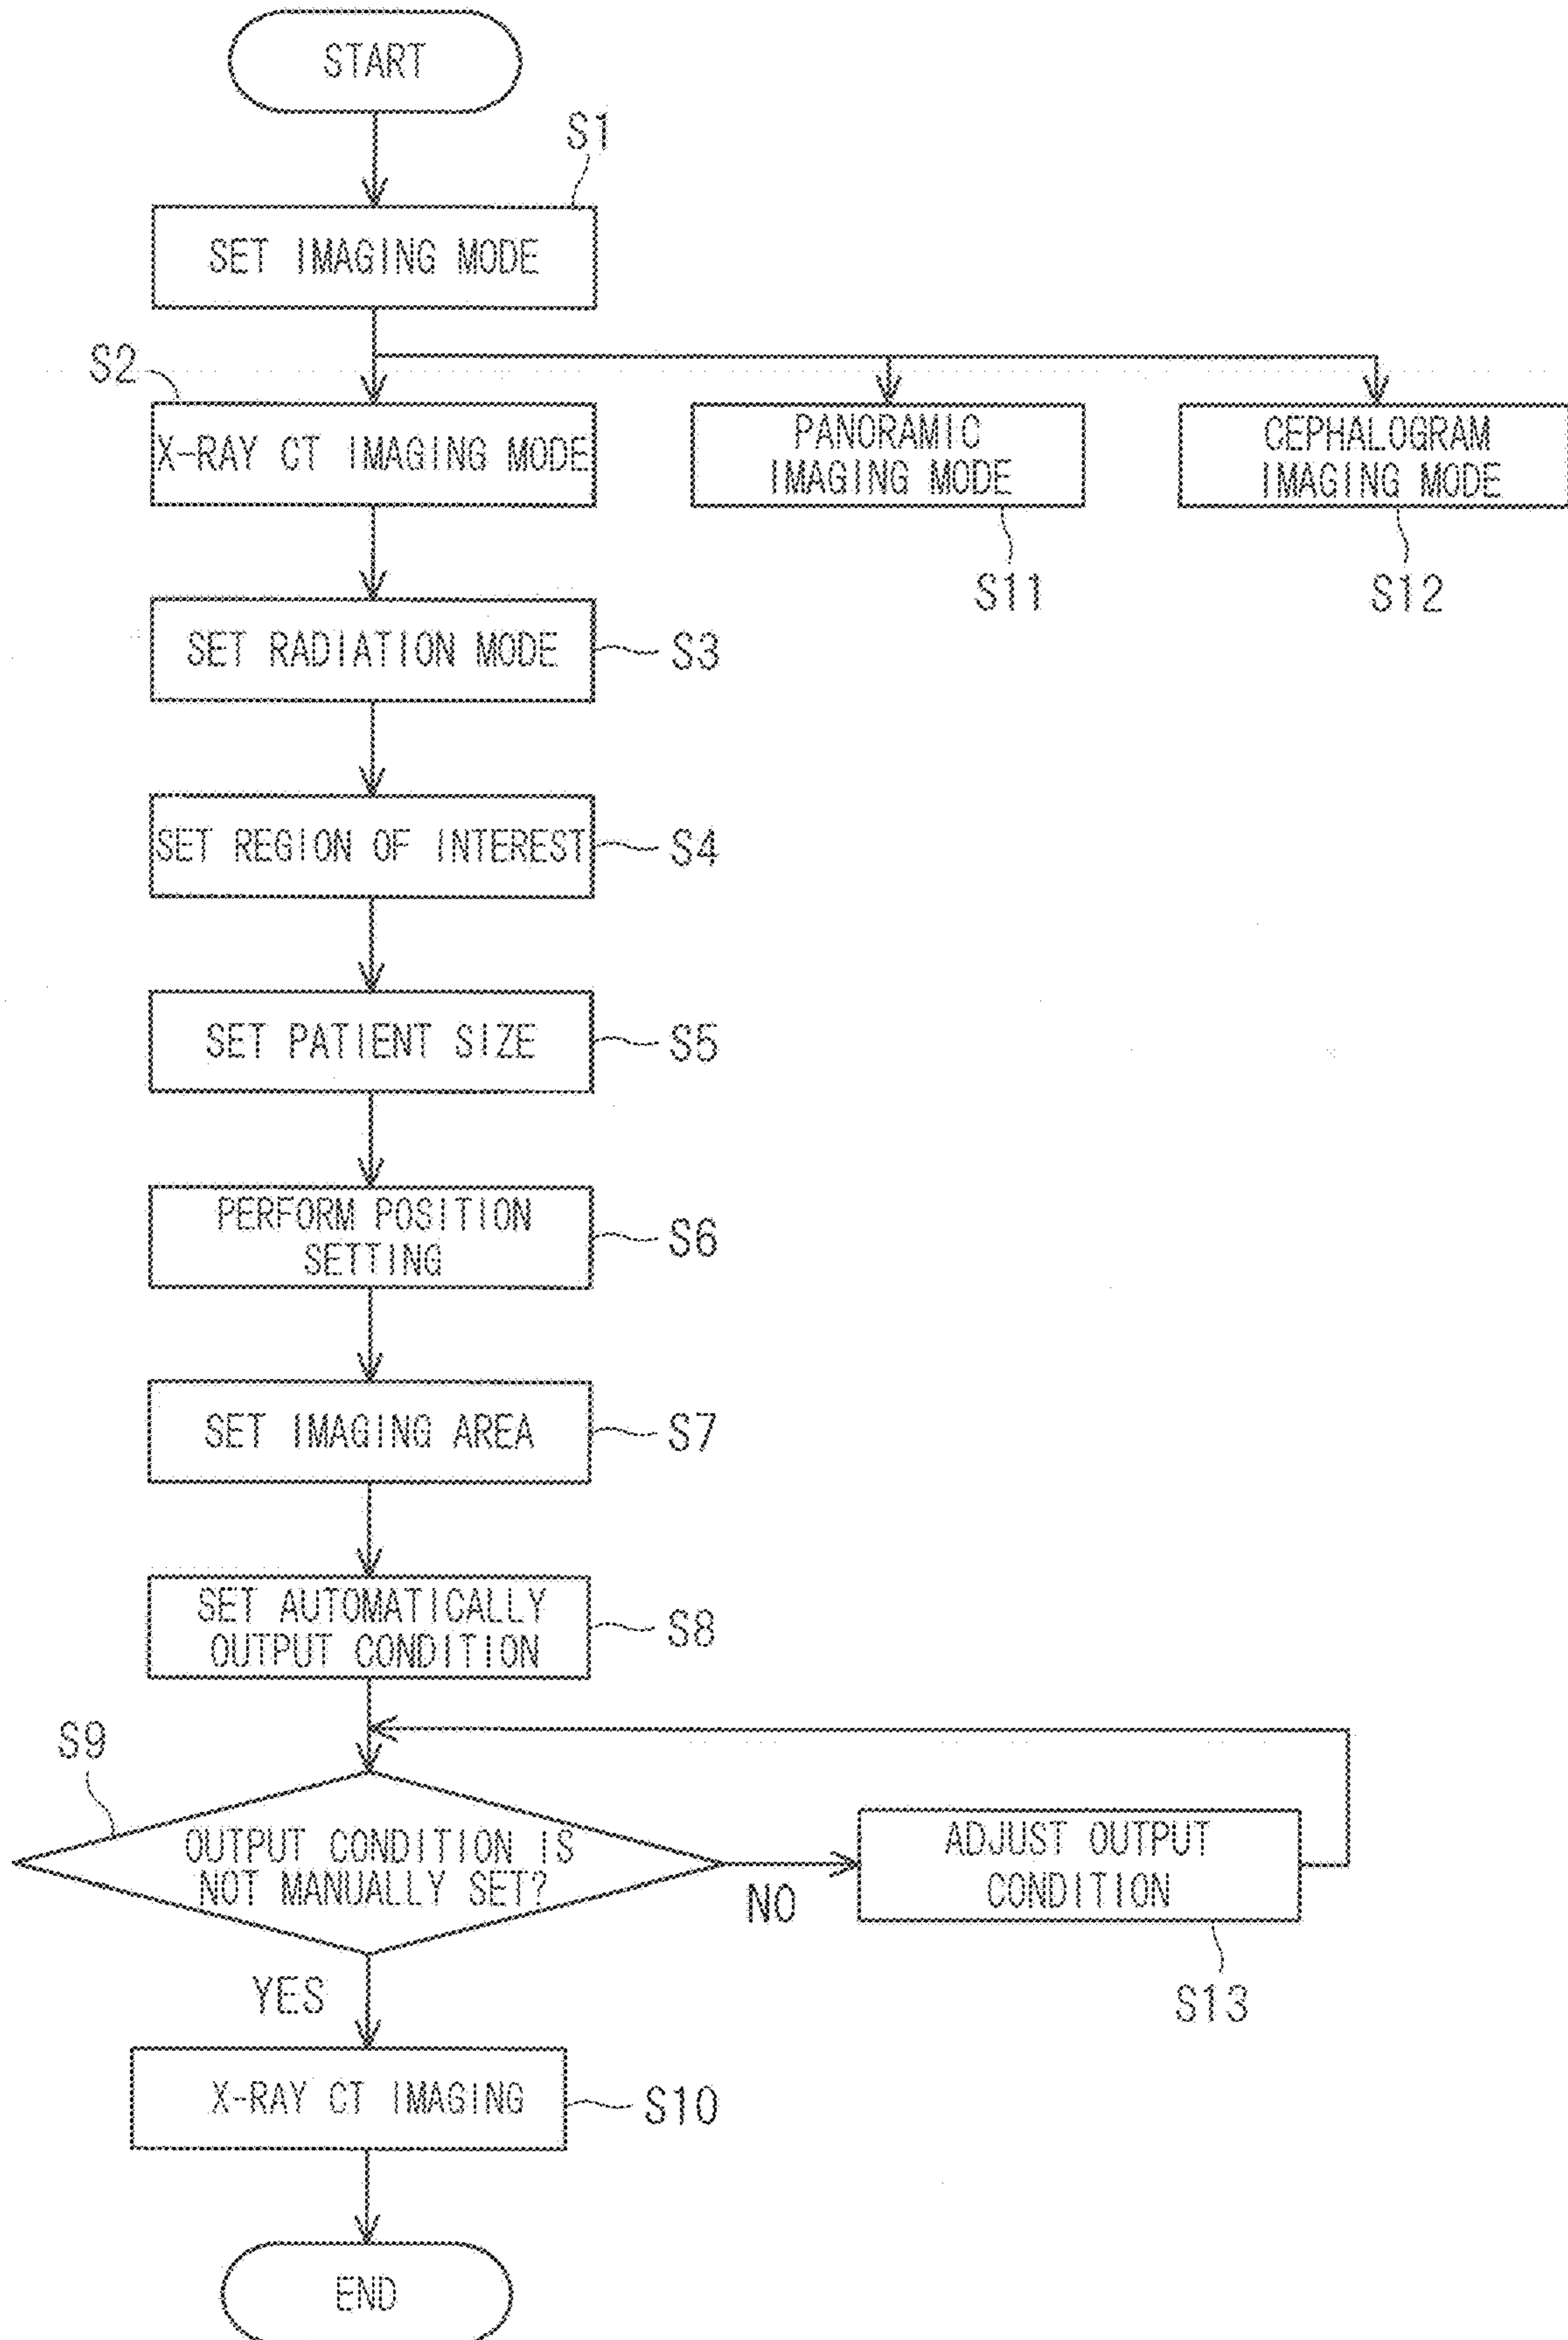 START
S1
SET IMAGING MODE
S2
X-RAY CT IMAGING MODE
PANORAMIC
IMAGING MODE
CEPHALOGRAM
IMAGING MODE
S11
S12
SET RADIATION MODE
S3
SET REGION OF INTEREST
S4
SET PATIENT SIZE
S5
PERFORM POSITION
SETTING
S6
SET IMAGING AREA
S7
SET AUTOMATICALLY
OUTPUT CONDITION
S8
S9
OUTPUT CONDITION IS
NOT MANUALLY SET?
NO
ADJUST OUTPUT
CONDITION
S13
YES
X-RAY CT IMAGING
S10
END